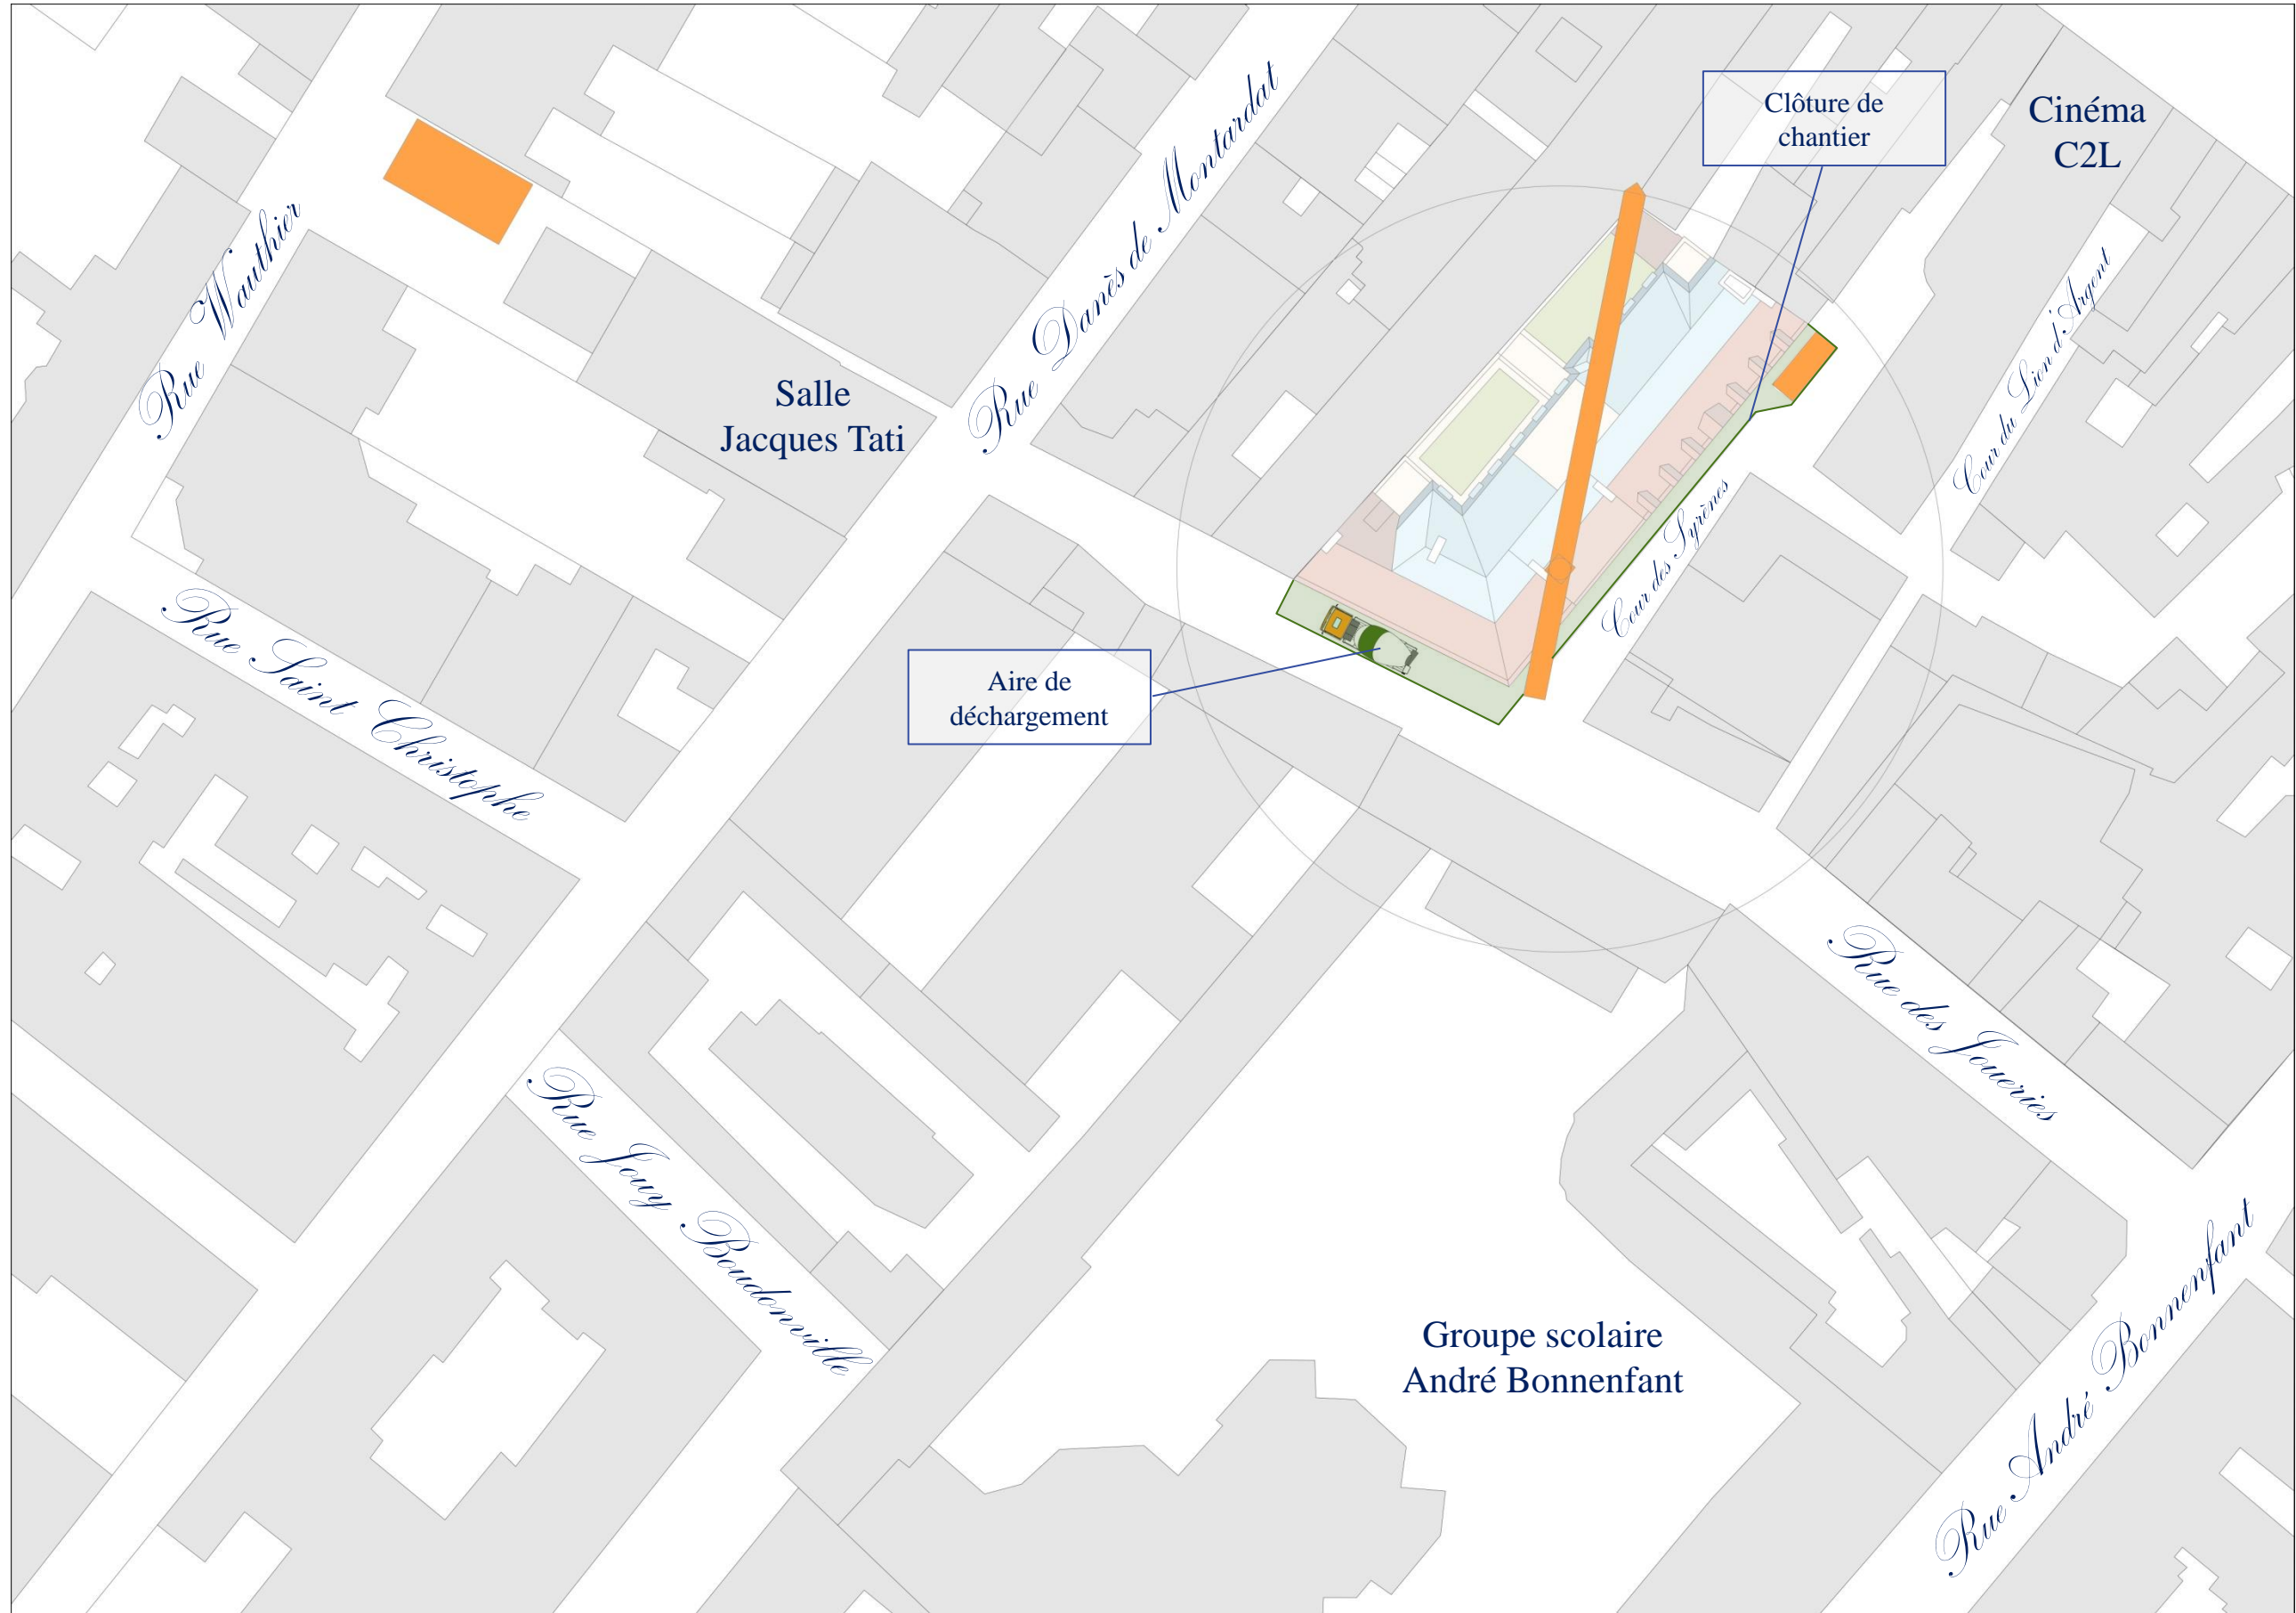 Clôture de
chantier
Cinéma
C2L
Rue Danès de Montardat
Rue Wauthier
Cour du Lion d'Argent
Salle
Jacques Tati
Cour des Syrènes
Rue Saint Christophe
Aire de
déchargement
Rue des Joueries
Rue Jouy Boudonville
Groupe scolaire
André Bonnenfant
Rue André Bonnenfant